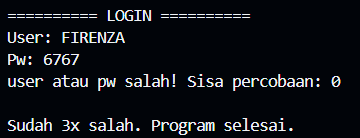 ========== LOGIN ==========
User: FIRENZA
Pw: 6767
user atau pw salah! Sisa percobaan: 0
Sudah 3x salah. Program selesai.